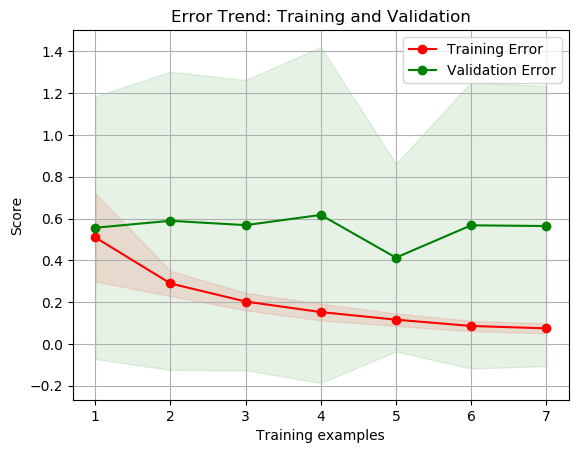 Error Trend: Training and Validation
Training Error
Validation Error
Score
1.4
1.2
1.0
0.8
0.6
0.4
0.2
0.0
−0.2
1 2 3 4 5 6 7
Training examples